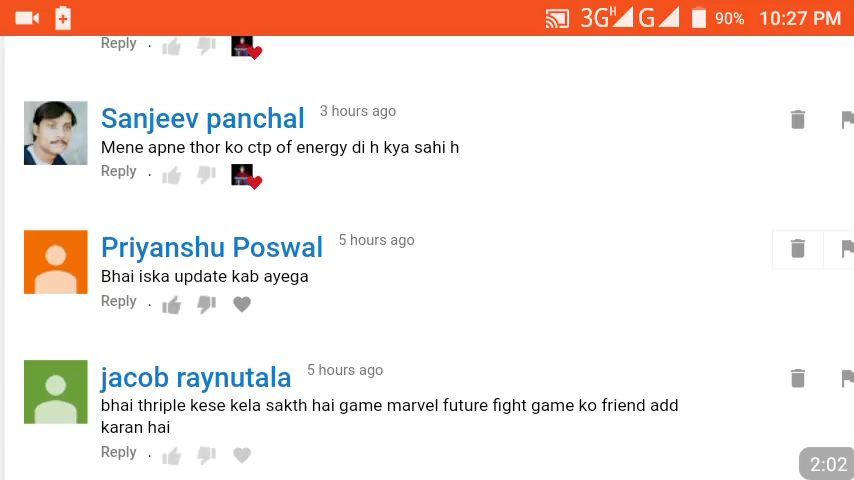 3G H G 90% 10:27 PM
Reply .
Sanjeev panchal 3 hours ago
Mene apne thor ko ctp of energy di h kya sahi h
Reply .
Priyanshu Poswal 5 hours ago
Bhai iska update kab ayega
Reply .
jacob raynutala 5 hours ago
bhai thriple kese kela sakth hai game marvel future fight game ko friend add
karan hai
Reply .
2:02